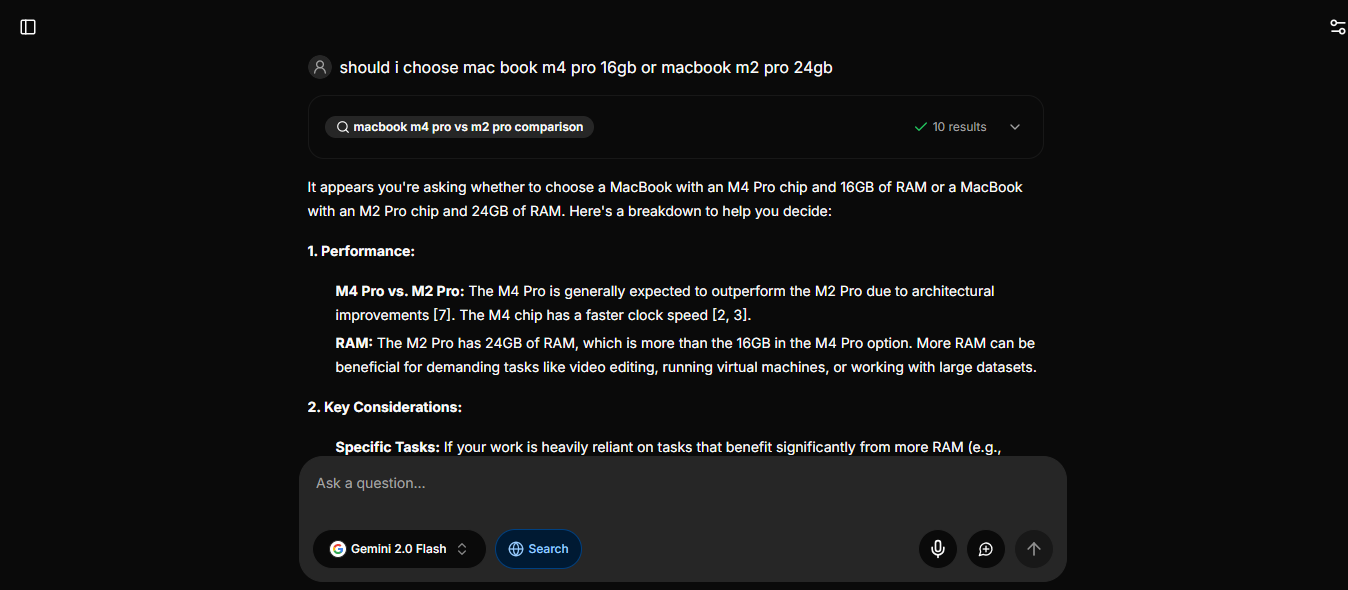 should i choose mac book m4 pro 16gb or macbook m2 pro 24gb
macbook m4 pro vs m2 pro comparison
10 results
It appears you're asking whether to choose a MacBook with an M4 Pro chip and 16GB of RAM or a MacBook
with an M2 Pro chip and 24GB of RAM. Here's a breakdown to help you decide:
1. Performance:
M4 Pro vs. M2 Pro: The M4 Pro is generally expected to outperform the M2 Pro due to architectural
improvements [7]. The M4 chip has a faster clock speed [2, 3].
RAM: The M2 Pro has 24GB of RAM, which is more than the 16GB in the M4 Pro option. More RAM can be
beneficial for demanding tasks like video editing, running virtual machines, or working with large datasets.
2. Key Considerations:
Specific Tasks: If your work is heavily reliant on tasks that benefit significantly from more RAM (e.g.,
Ask a question...
Gemini 2.0 Flash
Search